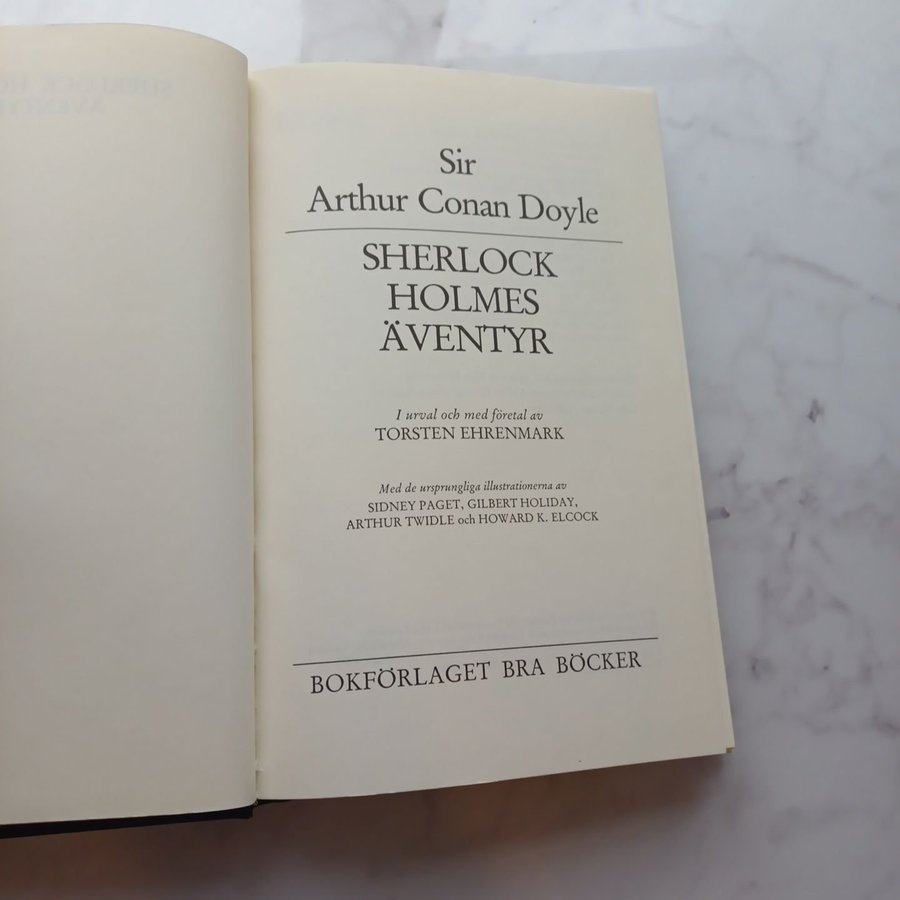 Sir
Arthur Conan Doyle
SHERLOCK
HOLMES
ÄVENTYR
I urval och med företal av
TORSTEN EHRENMARK
Med de ursprungliga illustrationerna av
SIDNEY PAGET, GILBERT HOLIDAY,
ARTHUR TWIDLE och HOWARD K. ELCOCK
BOKFÖRLAGET BRA BÖCKER